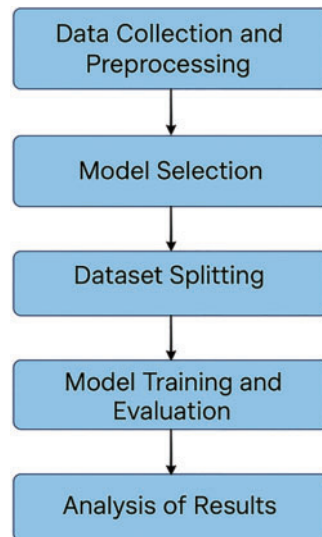 Data Collection and
Preprocessing
Model Selection
Dataset Splitting
Model Training and
Evaluation
Analysis of Results